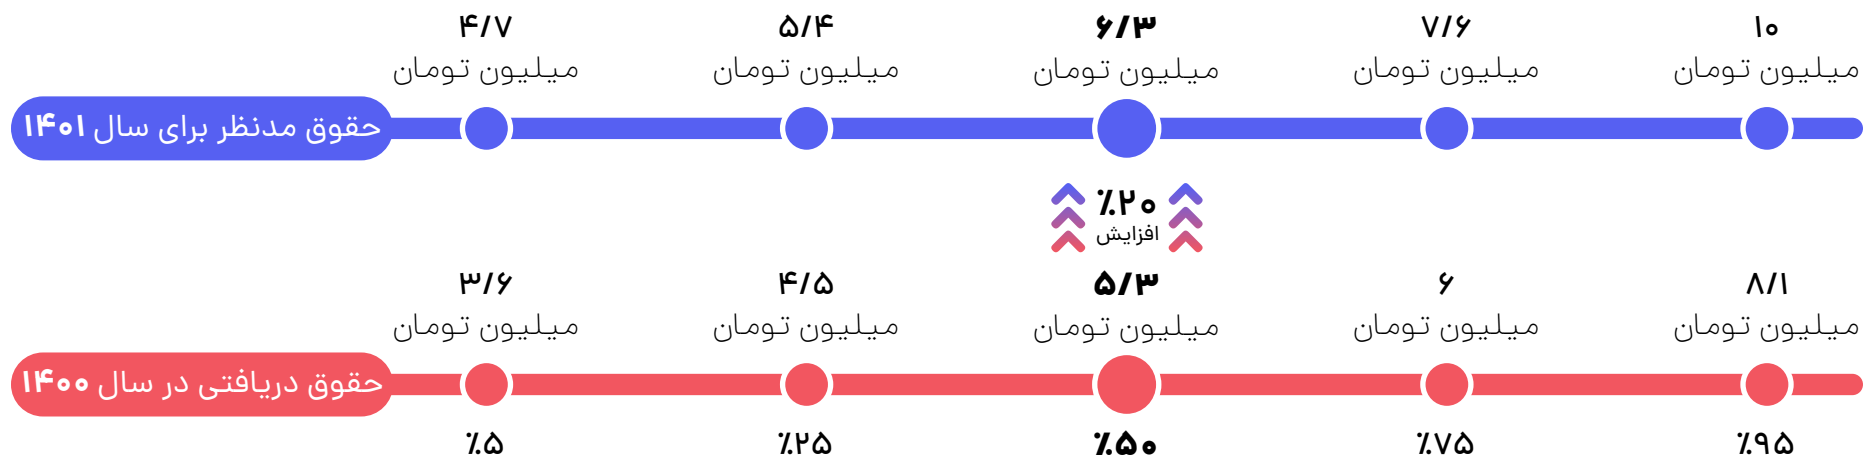 ۴/۷ ۵/۴ ۶/۳ ۷/۶ ۱۰
میلیون تومان میلیون تومان میلیون تومان میلیون تومان میلیون تومان
حقوق مدنظر برای سال ۱۴۰۱
٪۲۰
افزایش
۳/۶ ۴/۵ ۵/۳ ۶ ۸/۱
میلیون تومان میلیون تومان میلیون تومان میلیون تومان میلیون تومان
حقوق دریافتی در سال ۱۴۰۰
٪۵ ٪۲۵ ٪۵۰ ٪۷۵ ٪۹۵